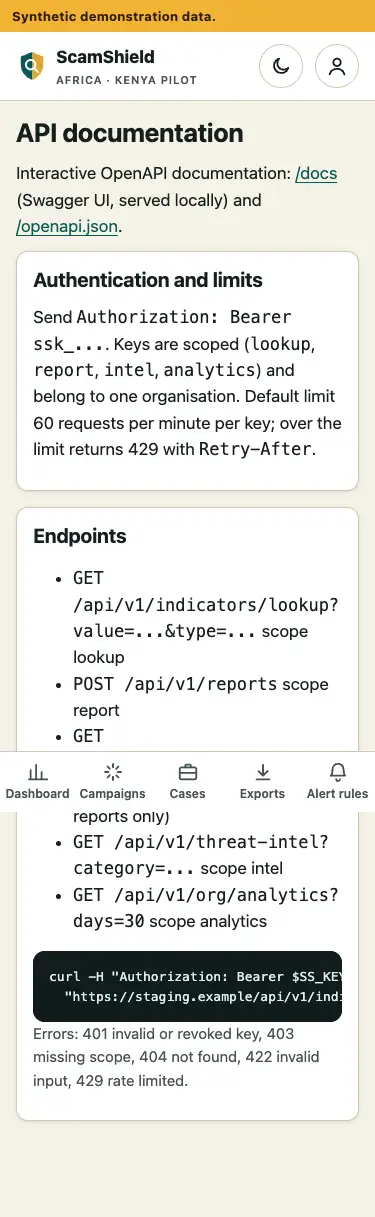 Synthetic demonstration data.
ScamShield
AFRICA · KENYA PILOT
API documentation
Interactive OpenAPI documentation: /docs
(Swagger UI, served locally) and
/openapi.json.
Authentication and limits
Send Authorization: Bearer
ssk_.... Keys are scoped (lookup,
report, intel, analytics) and
belong to one organisation. Default limit
60 requests per minute per key; over the
limit returns 429 with Retry-After.
Endpoints
• GET
/api/v1/indicators/lookup?
value=...&type=... scope
lookup
• POST /api/v1/reports scope
report
• GET
Dashboard Campaigns Cases Exports Alert rules
reports only)
• GET /api/v1/threat-intel?
category=... scope intel
• GET /api/v1/org/analytics?
days=30 scope analytics
curl -H "Authorization: Bearer $SS_KEY
"https://staging.example/api/v1/indi
Errors: 401 invalid or revoked key, 403
missing scope, 404 not found, 422 invalid
input, 429 rate limited.